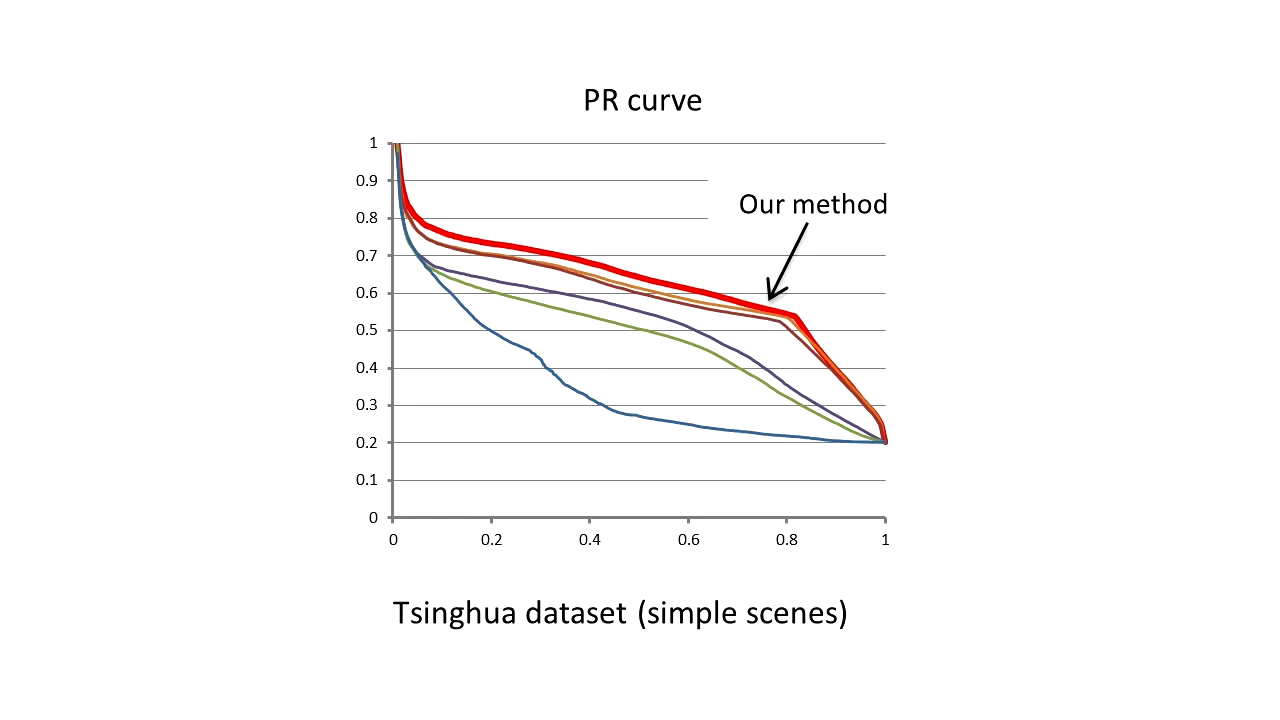 PR curve
1
0.9
0.8
Our method
0.7
0.6
0.5
0.4
0.3
0.2
0.1
0
0 0.2 0.4 0.6 0.8 1
Tsinghua dataset (simple scenes)